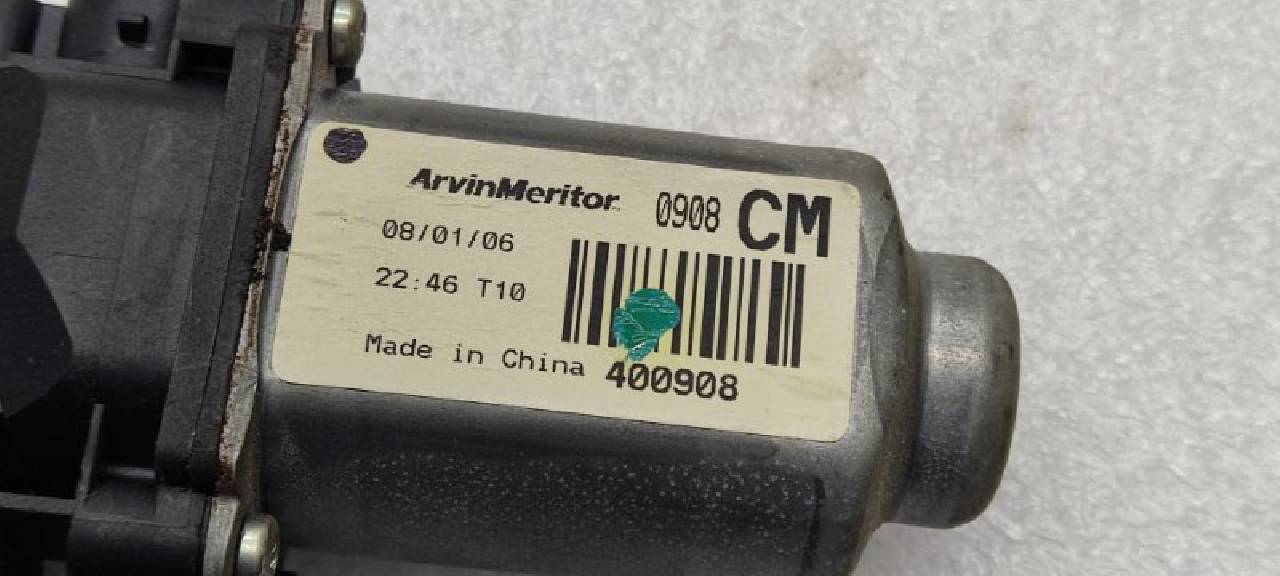 ArvinMeritor 0908 CM
08/01/06
22:46 T10
Made in China 400908